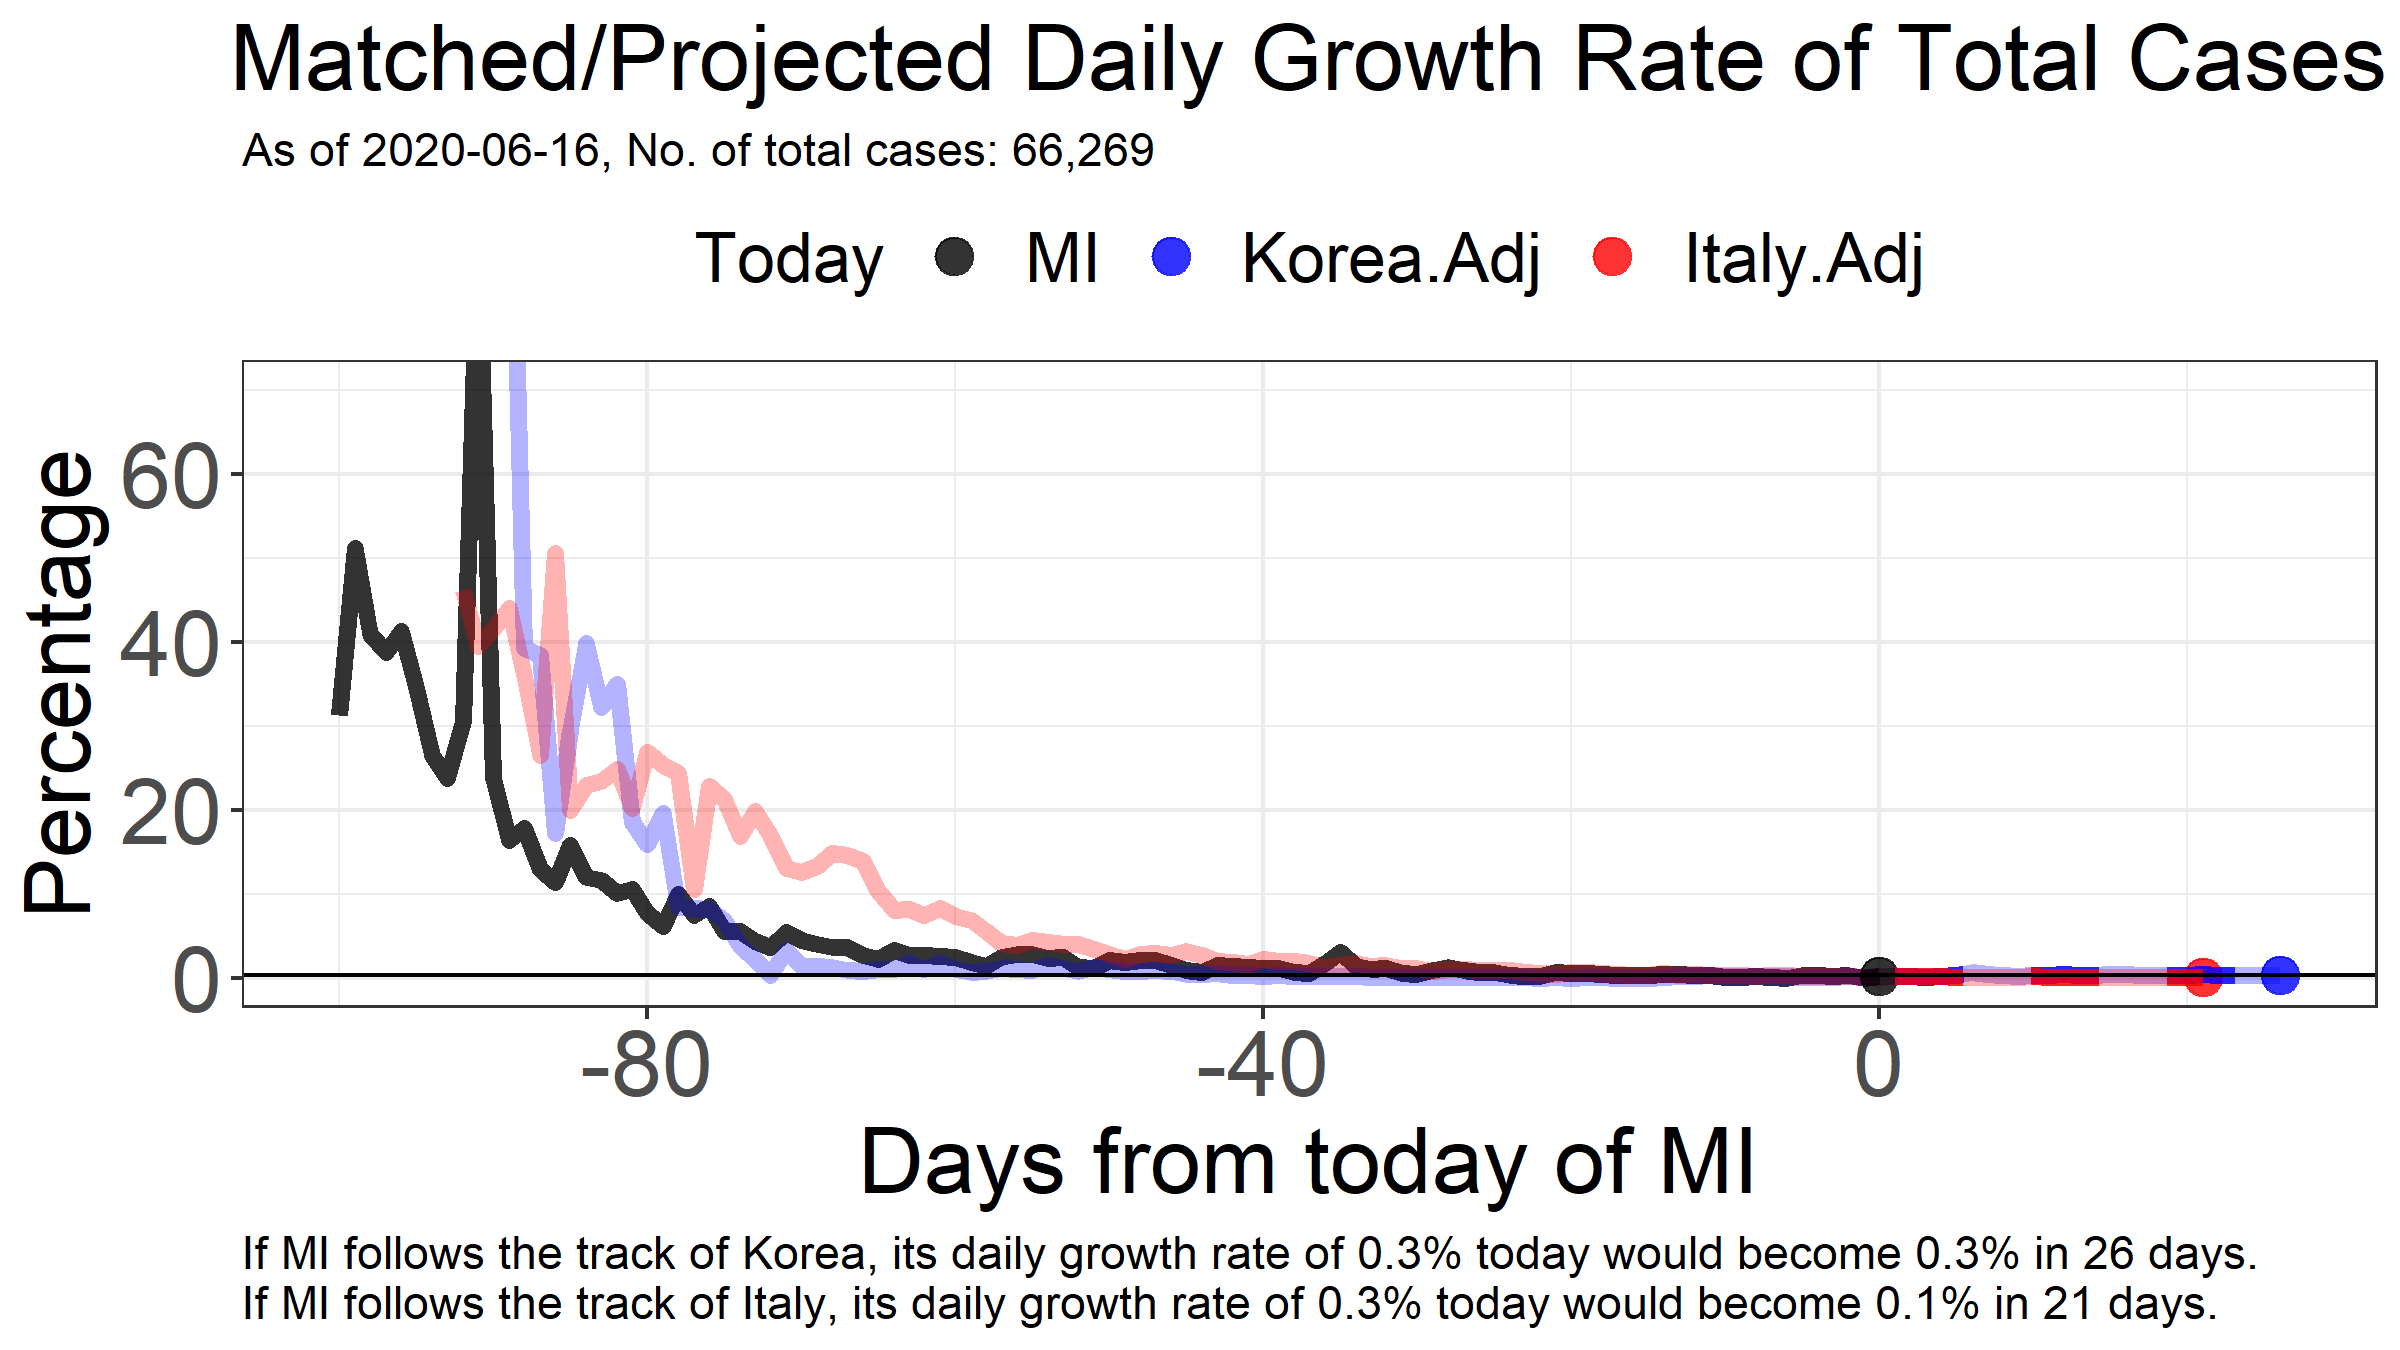 Matched/Projected Daily Growth Rate of Total Cases
As of 2020-06-16, No. of total cases: 66,269
Today MI Korea.Adj Italy.Adj
Percentage
60
40
20
0
-80 -40 0
Days from today of MI
If MI follows the track of Korea, its daily growth rate of 0.3% today would become 0.3% in 26 days.
If MI follows the track of Italy, its daily growth rate of 0.3% today would become 0.1% in 21 days.